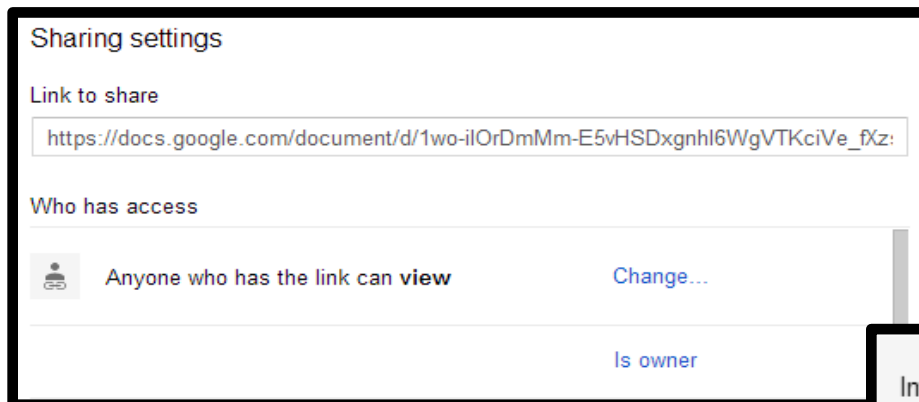 Sharing settings
Link to share
https://docs.google.com/document/d/1wo-ilOrDmMm-E5vHSDxgnhl6WgVTKciVe_fXz
Who has access
Anyone who has the link can view Change...
Is owner
In